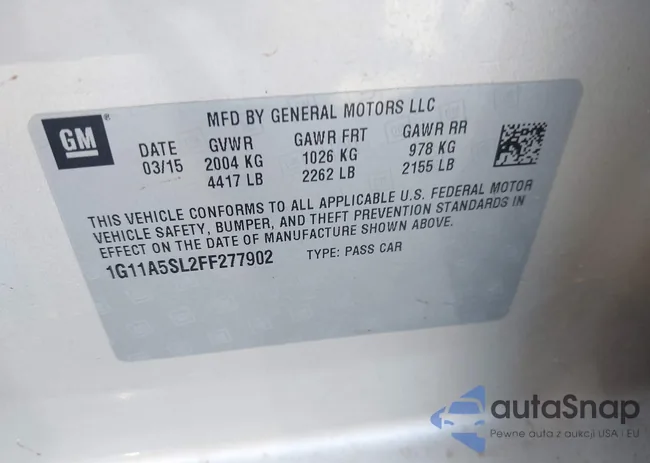 MFD BY GENERAL MOTORS LLC
GM ®
DATE GVWR GAWR FRT GAWR RR
03/15 2004 KG 1026 KG 978 KG
4417 LB 2262 LB 2155 LB
THIS VEHICLE CONFORMS TO ALL APPLICABLE U.S. FEDERAL MOTOR
VEHICLE SAFETY, BUMPER, AND THEFT PREVENTION STANDARDS IN
EFFECT ON THE DATE OF MANUFACTURE SHOWN ABOVE.
1G11A5SL2FF277902 TYPE: PASS CAR
autaSnap
Pewne auta z aukcji USA i EU